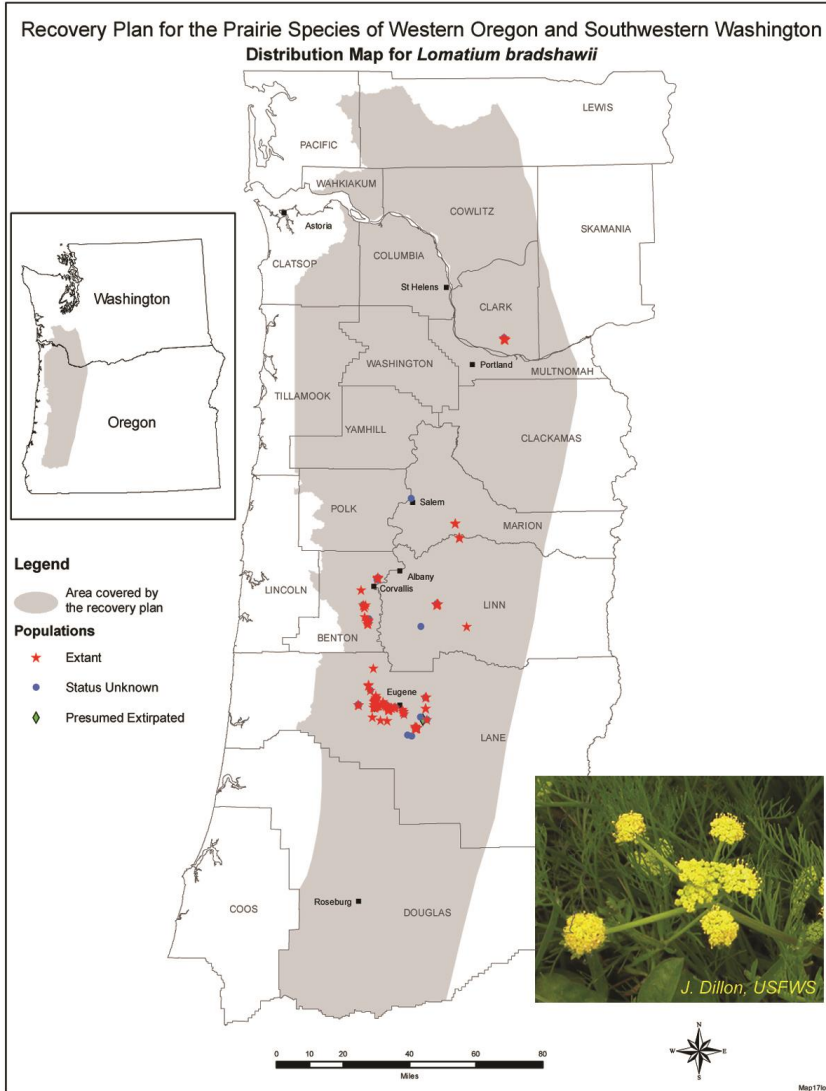 Recovery Plan for the Prairie Species of Western Oregon and Southwestern Washington
Distribution Map for Lomatium bradshawii
LEWIS
PACIFIC
WAHKIAKUM
COWLITZ
SKAMANIA
Astoria
CLATSOP
COLUMBIA
St Helens
CLARK
Washington
Oregon
WASHINGTON
Portland
MULTNOMAH
TILLAMOOK
YAMHILL
CLACKAMAS
Salem
POLK
MARION
Legend
Area covered by
the recovery plan
Populations
Extant
Status Unknown
Presumed Extirpated
Albany
Corvallis
LINCOLN
LINN
BENTON
Eugene
LANE
COOS
Roseburg
DOUGLAS
J. Dillon, USFWS
0 10 20 40 60 80
Miles
N
W E
S